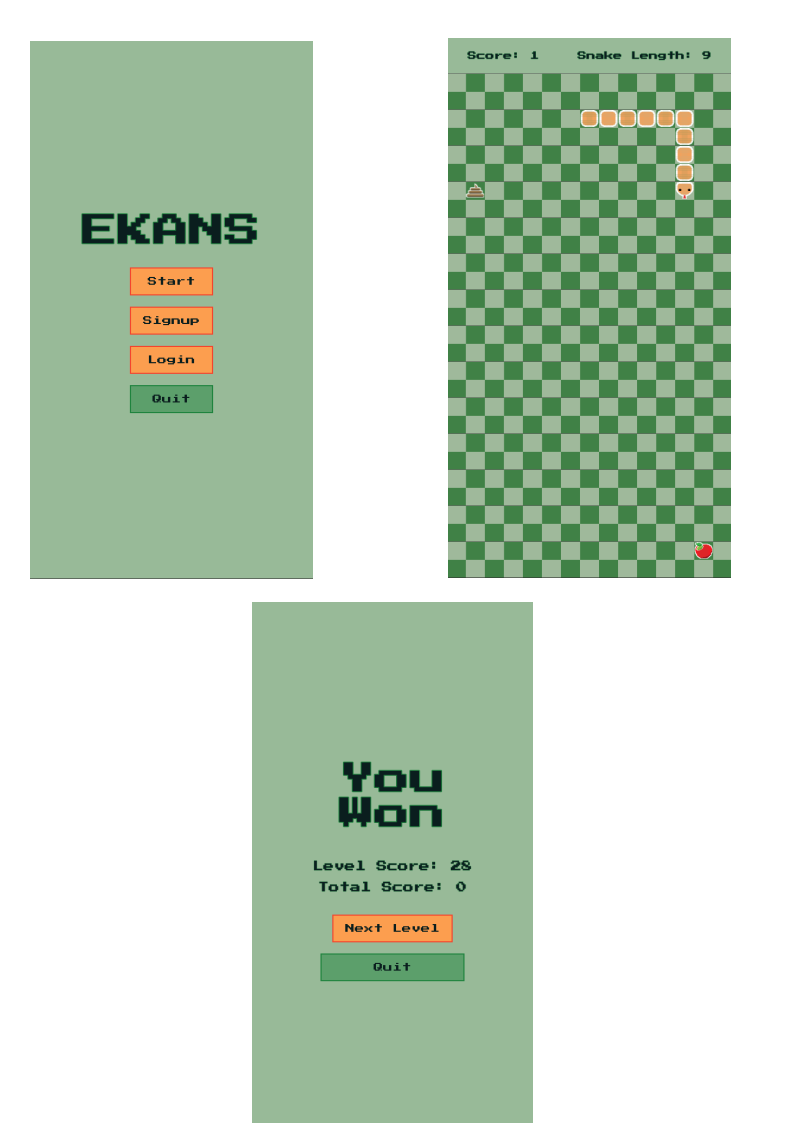 EKANS
Start
Signup
Login
Quit
Score: 1 Snake Length: 9
You
Won
Level Score: 28
Total Score: 0
Next Level
Quit